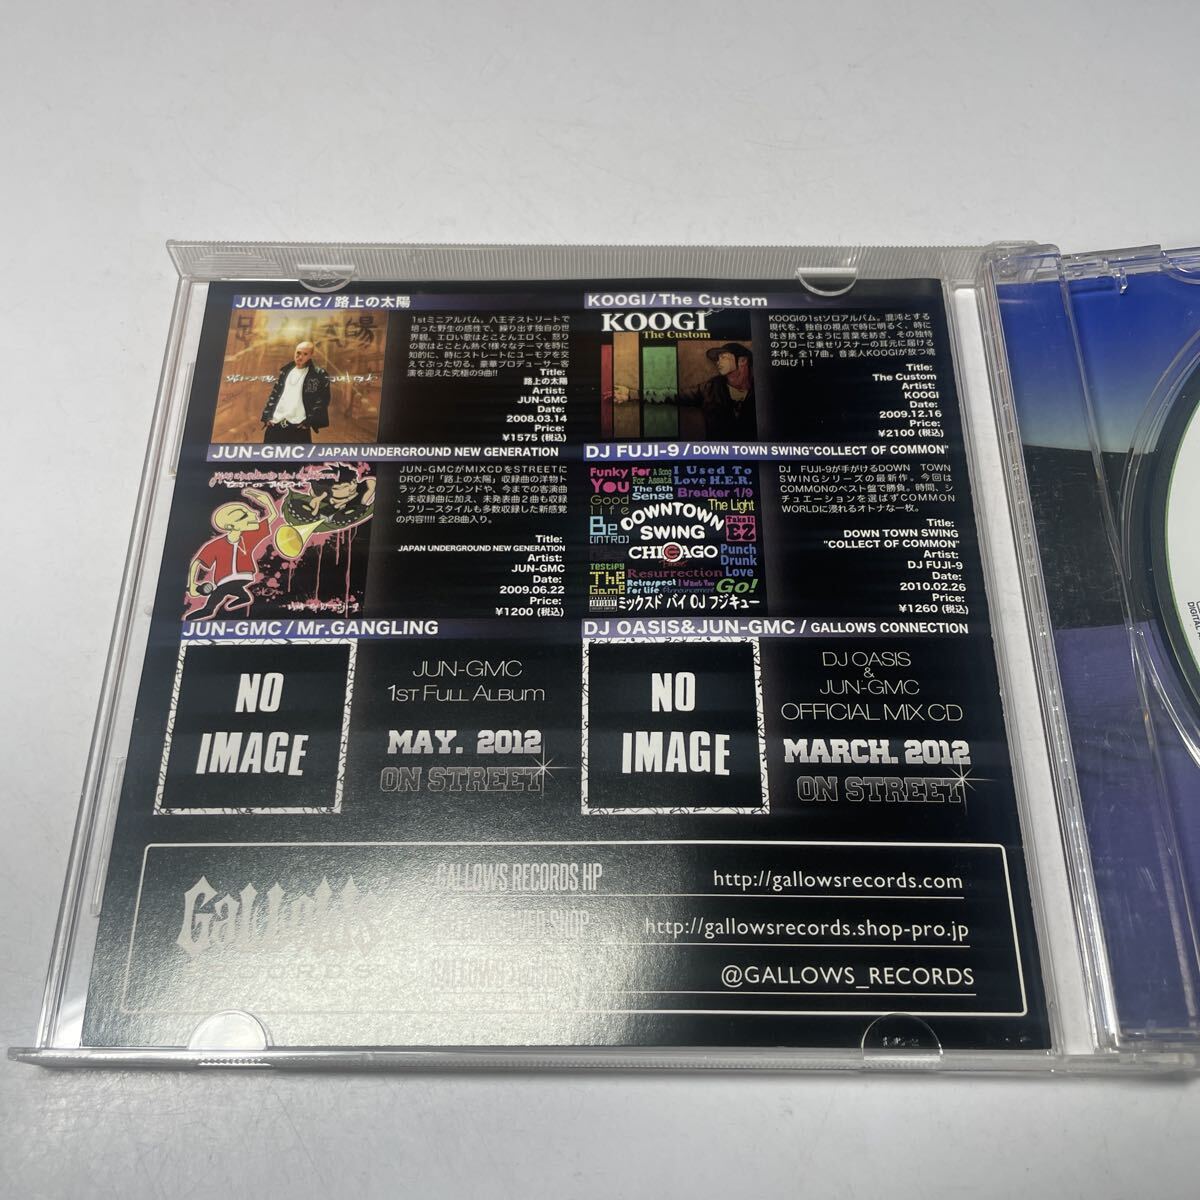 JUN-GMC/路上の太陽
1stミニアルバム。八王子ストリートで
培った野生の感性で、繰り出す独自の世
界観。エロい歌はとことんエロく、怒り
の歌はとことん熱く!様々なテーマを時に
知的に、時にストレートにユーモアを交
えてぶった切る。豪華プロデューサー客
演を迎えた究極の9曲!!
Title:
路上の太陽
Artist:
JUN-GMC
Date:
2008.03.14
Price:
¥1575 (税込)
KOOGI/The Custom
KOOGI
The Custom
KOOGIの1stソロアルバム。混沌とする
現代を、独自の視点で時に明るく、時に
吐き捨てるように言葉を紡ぎ、その独特
のフローに乗せリスナーの耳元に届ける
本作。全17曲。音楽人KOOGIが放つ魂
の叫び!!
Title:
The Custom
Artist:
KOOGI
Date:
2009.12.16
Price:
¥2100 (税込)
JUN-GMC/JAPAN UNDERGROUND NEW GENERATION
JUN-GMCがMIXCDをSTREETに
DROP!!「路上の太陽」収録曲の洋物ト
ラックとのブレンドや、今までの客演曲
、未収録曲に加え、未発表曲2曲も収録
。フリースタイルも多数収録した新感覚
の内容!!!! 全28曲入り。
Title:
JAPAN UNDERGROUND NEW GENERATION
Artist:
JUN-GMC
Date:
2009.06.22
Price:
¥1200 (税込)
DJ FUJI-9/DOWN TOWN SWING"COLLECT OF COMMON"
Funky For A Song I Used To
YOU For Assata Love H.E.R.
The 6th Sense Breaker 1/9
Good life The Light
Be (INTRO) DOWNTOWN SWING Take It EZ
CHICAGO Punch Drunk Love
Testify Resurrection
The Game Retrospect For life I Want You Announcement Go!
ミックスド バイ DJ フジキュー
DJ FUJI-9が手がけるDOWN TOWN
SWINGシリーズの最新作。今回は
COMMONのベスト盤で勝負。時間、シ
チュエーションを選ばずCOMMON
WORLDに浸れるオトナな一枚。
Title:
DOWN TOWN SWING
"COLLECT OF COMMON"
Artist:
DJ FUJI-9
Date:
2010.02.26
Price:
¥1260 (税込)
JUN-GMC/Mr.GANGLING
NO
IMAGE
JUN-GMC
1ST FULL ALBUM
MAY. 2012
ON STREET
DJ OASIS&JUN-GMC/GALLOWS CONNECTION
NO
IMAGE
DJ OASIS
&
JUN-GMC
OFFICIAL MIX CD
MARCH. 2012
ON STREET
GALLOWS RECORDS HP http://gallowsrecords.com
http://gallowsrecords.shop-pro.jp
@GALLOWS_RECORDS